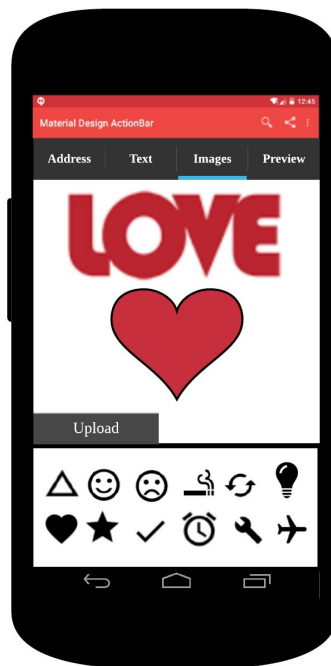 12:45
Material Design ActionBar
Address Text Images Preview
LOVE
Upload